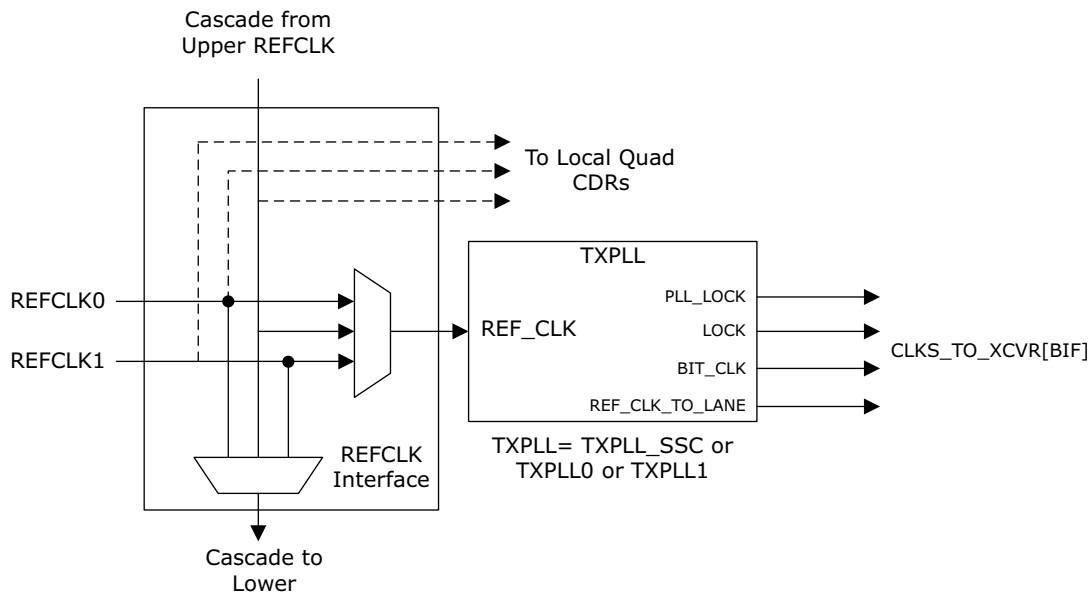 Cascade from
Upper REFCLK
To Local Quad
CDRs
TXPLL
REFCLK0
PLL_LOCK
REF_CLK
LOCK
CLKS_TO_XCVR[BIF]
REFCLK1
BIT_CLK
REF_CLK_TO_LANE
REFCLK
Interface
TXPLL= TXPLL_SSC or
TXPLL0 or TXPLL1
Cascade to
Lower